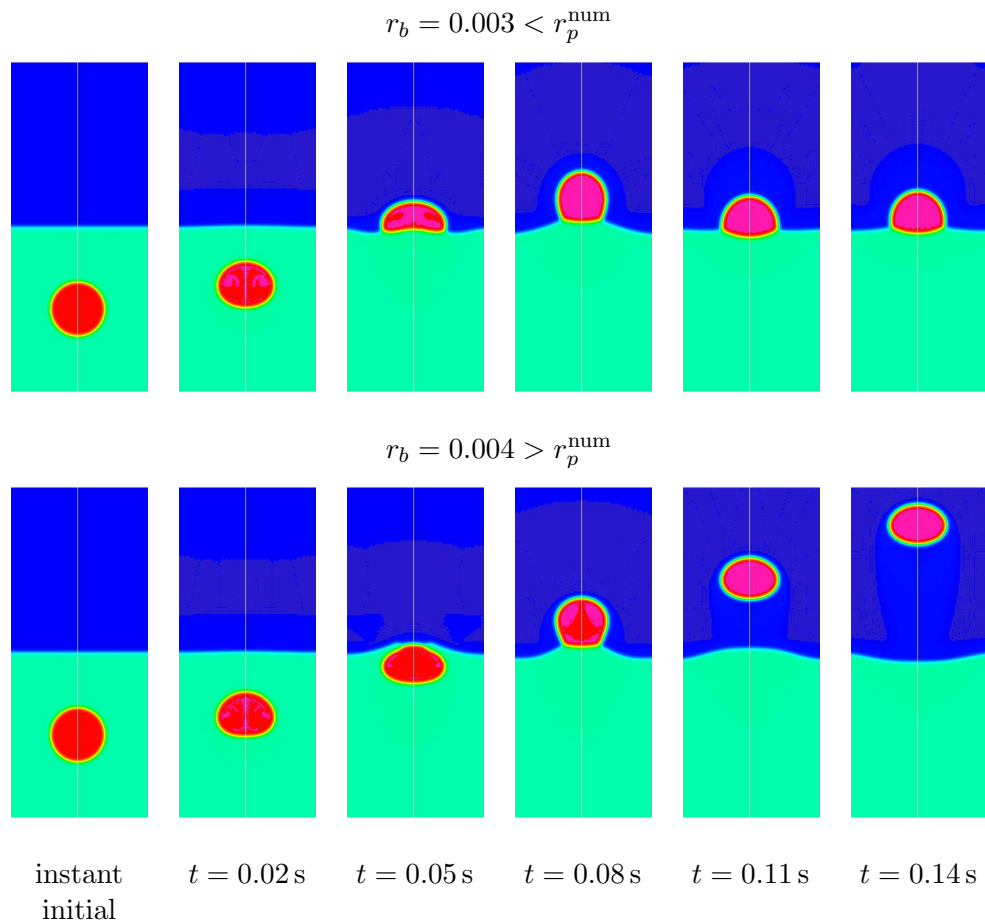 r_b = 0.003 < r_p^num
r_b = 0.004 > r_p^num
instant initial
t = 0.02 s
t = 0.05 s
t = 0.08 s
t = 0.11 s
t = 0.14 s